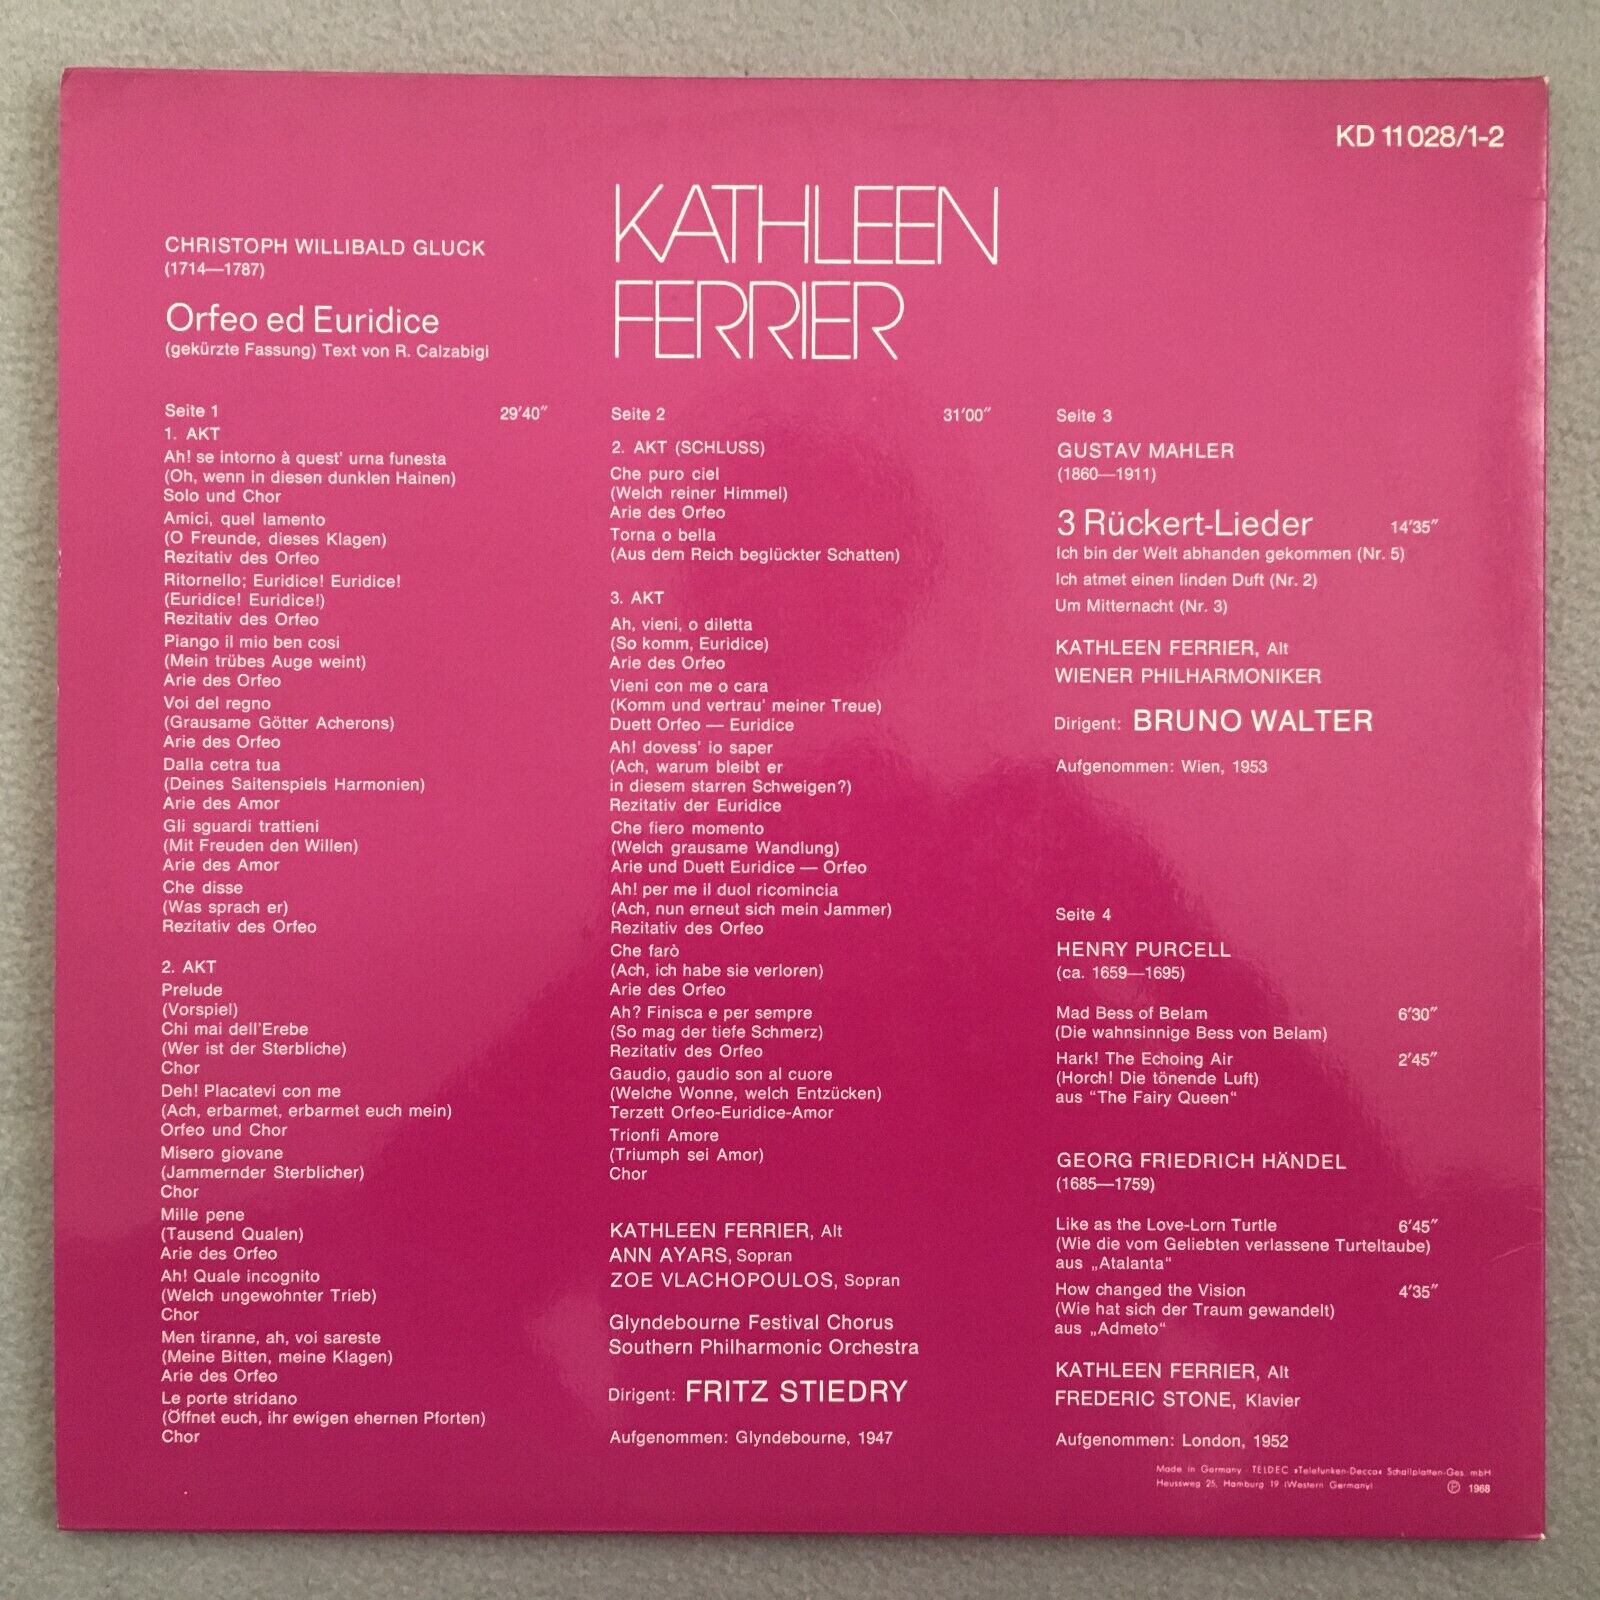 KD 11 028/1-2
KATHLEEN
FERRIER
CHRISTOPH WILLIBALD GLUCK
(1714—1787)
Orfeo ed Euridice
(gekürzte Fassung) Text von R. Calzabigi
Seite 1 29′40″
1. AKT
Ah! se intorno à quest' urna funesta
(Oh, wenn in diesen dunklen Hainen)
Solo und Chor
Amici, quel lamento
(O Freunde, dieses Klagen)
Rezitativ des Orfeo
Ritornello; Euridice! Euridice!
(Euridice! Euridice!)
Rezitativ des Orfeo
Piango il mio ben cosi
(Mein trübes Auge weint)
Arie des Orfeo
Voi del regno
(Grausame Götter Acherons)
Arie des Orfeo
Dalla cetra tua
(Deines Saitenspiels Harmonien)
Arie des Amor
Gli sguardi trattieni
(Mit Freuden den Willen)
Arie des Amor
Che disse
(Was sprach er)
Rezitativ des Orfeo
2. AKT
Prelude
(Vorspiel)
Chi mai dell'Erebe
(Wer ist der Sterbliche)
Chor
Deh! Placatevi con me
(Ach, erbarmet, erbarmet euch mein)
Orfeo und Chor
Misero giovane
(Jammernder Sterblicher)
Chor
Mille pene
(Tausend Qualen)
Arie des Orfeo
Ah! Quale incognito
(Welch ungewohnter Trieb)
Chor
Men tiranne, ah, voi sareste
(Meine Bitten, meine Klagen)
Arie des Orfeo
Le porte stridano
(Öffnet euch, ihr ewigen ehernen Pforten)
Chor
Seite 2 31′00″
2. AKT (SCHLUSS)
Che puro ciel
(Welch reiner Himmel)
Arie des Orfeo
Torna o bella
(Aus dem Reich beglückter Schatten)
3. AKT
Ah, vieni, o diletta
(So komm, Euridice)
Arie des Orfeo
Vieni con me o cara
(Komm und vertrau' meiner Treue)
Duett Orfeo — Euridice
Ah! dovess' io saper
(Ach, warum bleibt er
in diesem starren Schweigen?)
Rezitativ der Euridice
Che fiero momento
(Welch grausame Wandlung)
Arie und Duett Euridice — Orfeo
Ah! per me il duol ricomincia
(Ach, nun erneut sich mein Jammer)
Rezitativ des Orfeo
Che farò
(Ach, ich habe sie verloren)
Arie des Orfeo
Ah? Finisca e per sempre
(So mag der tiefe Schmerz)
Rezitativ des Orfeo
Gaudio, gaudio son al cuore
(Welche Wonne, welch Entzücken)
Terzett Orfeo-Euridice-Amor
Trionfi Amore
(Triumph sei Amor)
Chor
KATHLEEN FERRIER, Alt
ANN AYARS, Sopran
ZOE VLACHOPOULOS, Sopran
Glyndebourne Festival Chorus
Southern Philharmonic Orchestra
Dirigent: FRITZ STIEDRY
Aufgenommen: Glyndebourne, 1947
Seite 3
GUSTAV MAHLER
(1860—1911)
3 Rückert-Lieder 14′35″
Ich bin der Welt abhanden gekommen (Nr. 5)
Ich atmet einen linden Duft (Nr. 2)
Um Mitternacht (Nr. 3)
KATHLEEN FERRIER, Alt
WIENER PHILHARMONIKER
Dirigent: BRUNO WALTER
Aufgenommen: Wien, 1953
Seite 4
HENRY PURCELL
(ca. 1659—1695)
Mad Bess of Belam 6′30″
(Die wahnsinnige Bess von Belam)
Hark! The Echoing Air 2′45″
(Horch! Die tönende Luft)
aus "The Fairy Queen"
GEORG FRIEDRICH HÄNDEL
(1685—1759)
Like as the Love-Lorn Turtle 6′45″
(Wie die vom Geliebten verlassene Turteltaube)
aus „Atalanta"
How changed the Vision 4′35″
(Wie hat sich der Traum gewandelt)
aus „Admeto"
KATHLEEN FERRIER, Alt
FREDERIC STONE, Klavier
Aufgenommen: London, 1952
Made in Germany · TELDEC »Telefunken-Decca« Schallplatten-Ges. mbH
Heussweg 25, Hamburg 19 (Western Germany) ℗ 1968